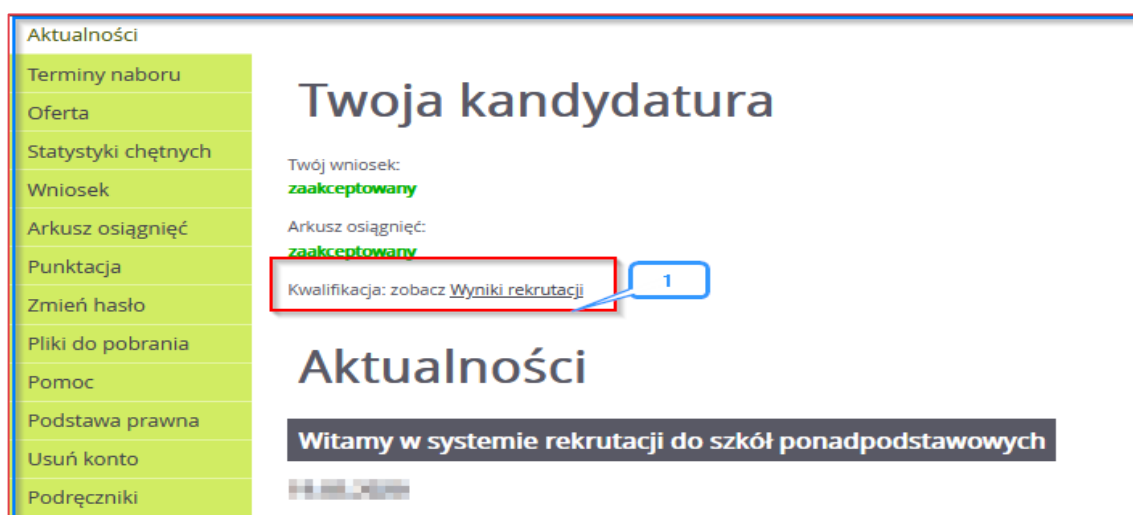 Aktualności
Terminy naboru
Oferta
Statystyki chętnych
Wniosek
Arkusz osiągnięć
Punktacja
Zmień hasło
Pliki do pobrania
Pomoc
Podstawa prawna
Usuń konto
Podręczniki
Twoja kandydatura
Twój wniosek:
zaakceptowany
Arkusz osiągnięć:
zaakceptowany
Kwalifikacja: zobacz Wyniki rekrutacji
1
Aktualności
Witamy w systemie rekrutacji do szkół ponadpodstawowych